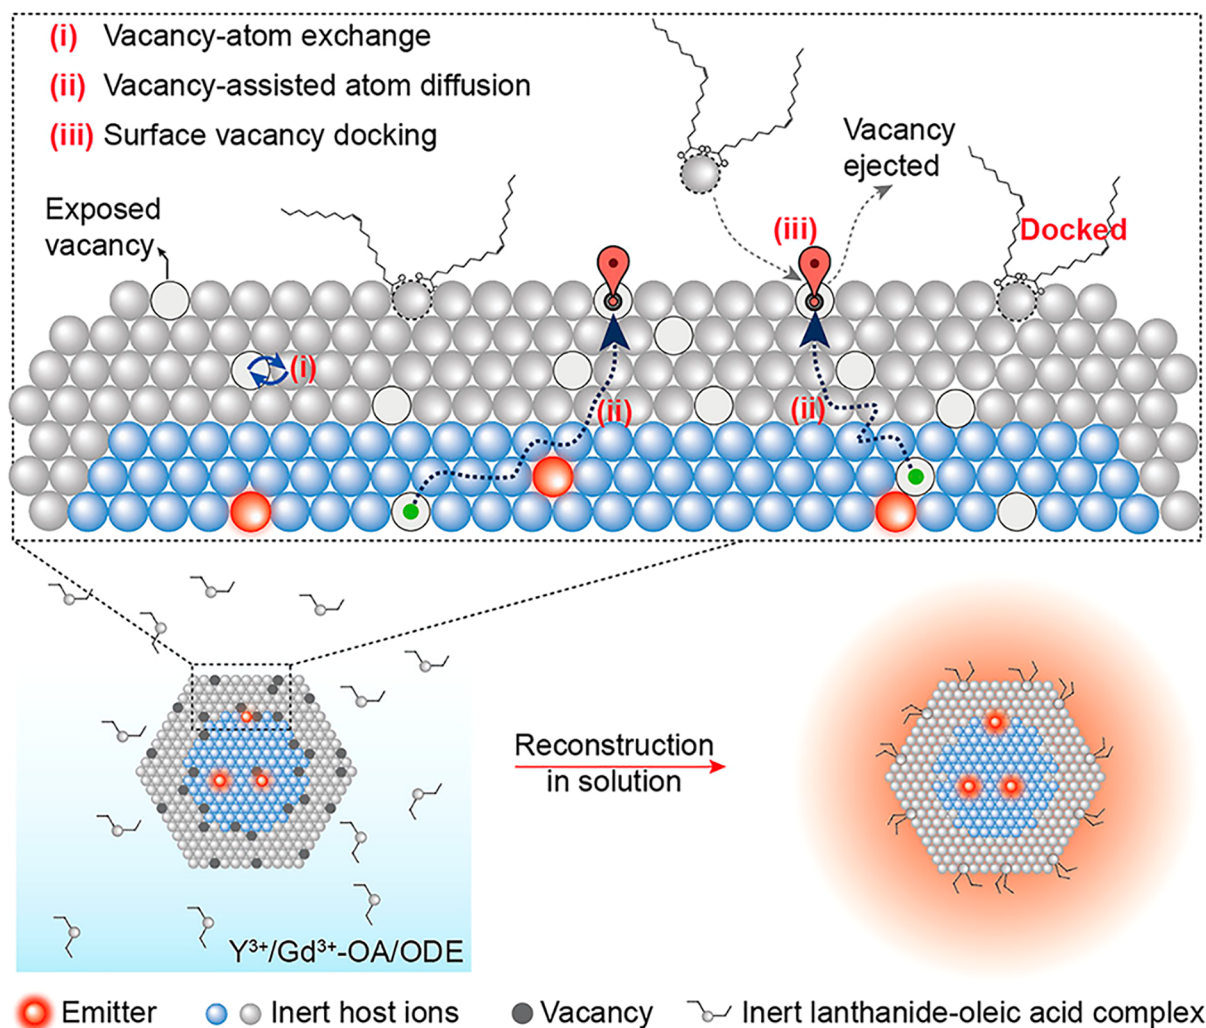 (i) Vacancy-atom exchange
(ii) Vacancy-assisted atom diffusion
(iii) Surface vacancy docking
Exposed
vacancy
Vacancy
ejected
(iii)
Docked
(i)
(ii)
(ii)
Reconstruction
in solution
Y³⁺/Gd³⁺-OA/ODE
Emitter
Inert host ions
Vacancy
Inert lanthanide-oleic acid complex